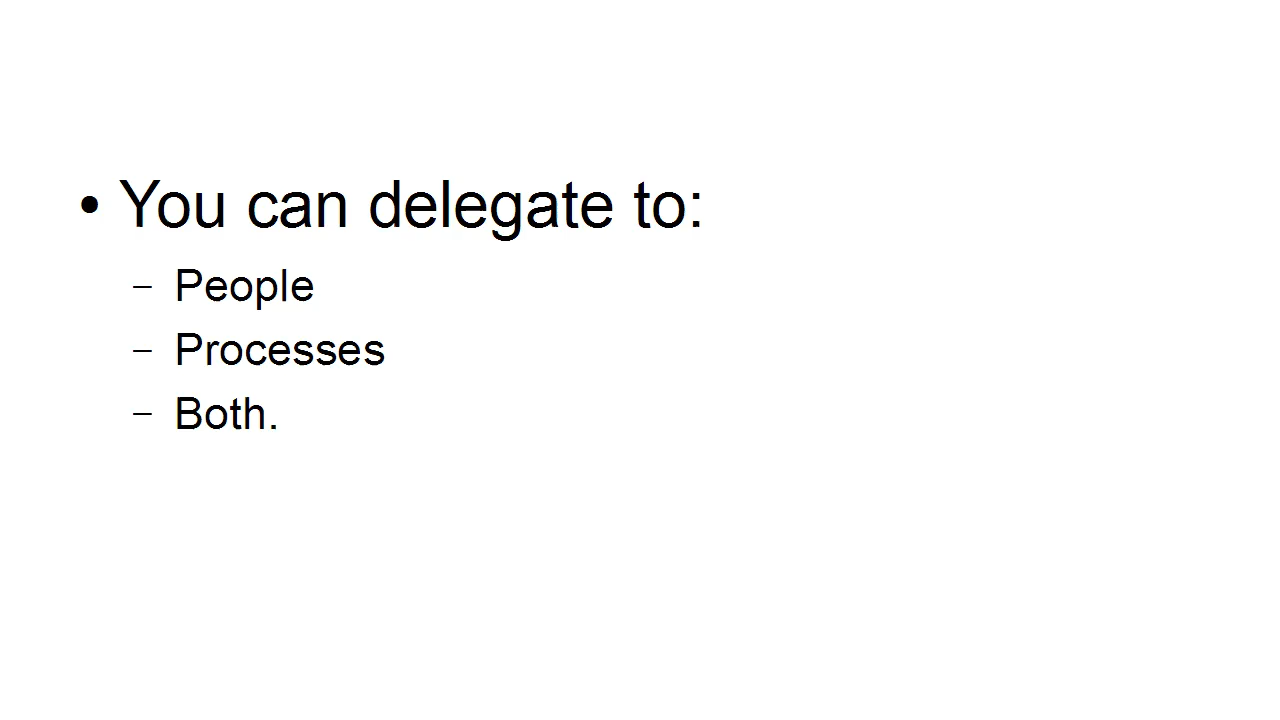 • You can delegate to:
– People
– Processes
– Both.